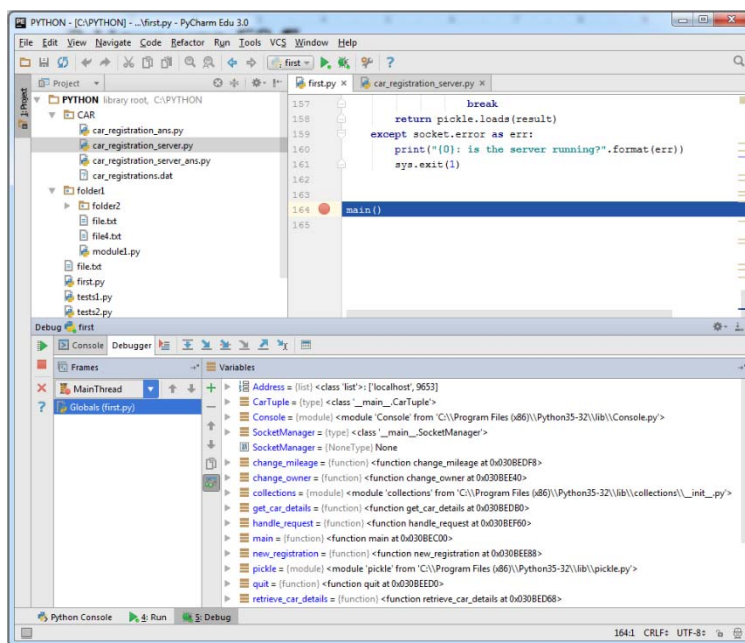 PYTHON - [C:\PYTHON] - ...\first.py - PyCharm Edu 3.0
File Edit View Navigate Code Refactor Run Tools VCS Window Help
first
Project
first.py × car_registration_server.py ×
1: Project
PYTHON library root, C:\PYTHON
CAR
car_registration_ans.py
car_registration_server.py
car_registration_server_ans.py
car_registrations.dat
folder1
folder2
file.txt
file4.txt
module1.py
file.txt
first.py
tests1.py
tests2.py
157 break
158 return pickle.loads(result)
159 except socket.error as err:
160 print("{0}: is the server running?".format(err))
161 sys.exit(1)
162
163
164 main()
165
Debug first
Console Debugger
Frames
Variables
MainThread
Globals (first.py)
Address = {list} <class 'list'>: ['localhost', 9653]
CarTuple = {type} <class '__main__.CarTuple'>
Console = {module} <module 'Console' from 'C:\\Program Files (x86)\\Python35-32\\lib\\Console.py'>
SocketManager = {type} <class '__main__.SocketManager'>
SocketManager = {NoneType} None
change_mileage = {function} <function change_mileage at 0x030BEDF8>
change_owner = {function} <function change_owner at 0x030BEE40>
collections = {module} <module 'collections' from 'C:\\Program Files (x86)\\Python35-32\\lib\\collections\\__init__.py'>
get_car_details = {function} <function get_car_details at 0x030BEDB0>
handle_request = {function} <function handle_request at 0x030BEF60>
main = {function} <function main at 0x030BEC00>
new_registration = {function} <function new_registration at 0x030BEE88>
pickle = {module} <module 'pickle' from 'C:\\Program Files (x86)\\Python35-32\\lib\\pickle.py'>
quit = {function} <function quit at 0x030BEED0>
retrieve_car_details = {function} <function retrieve_car_details at 0x030BED68>
Python Console 4: Run 5: Debug
164:1 CRLF÷ UTF-8÷